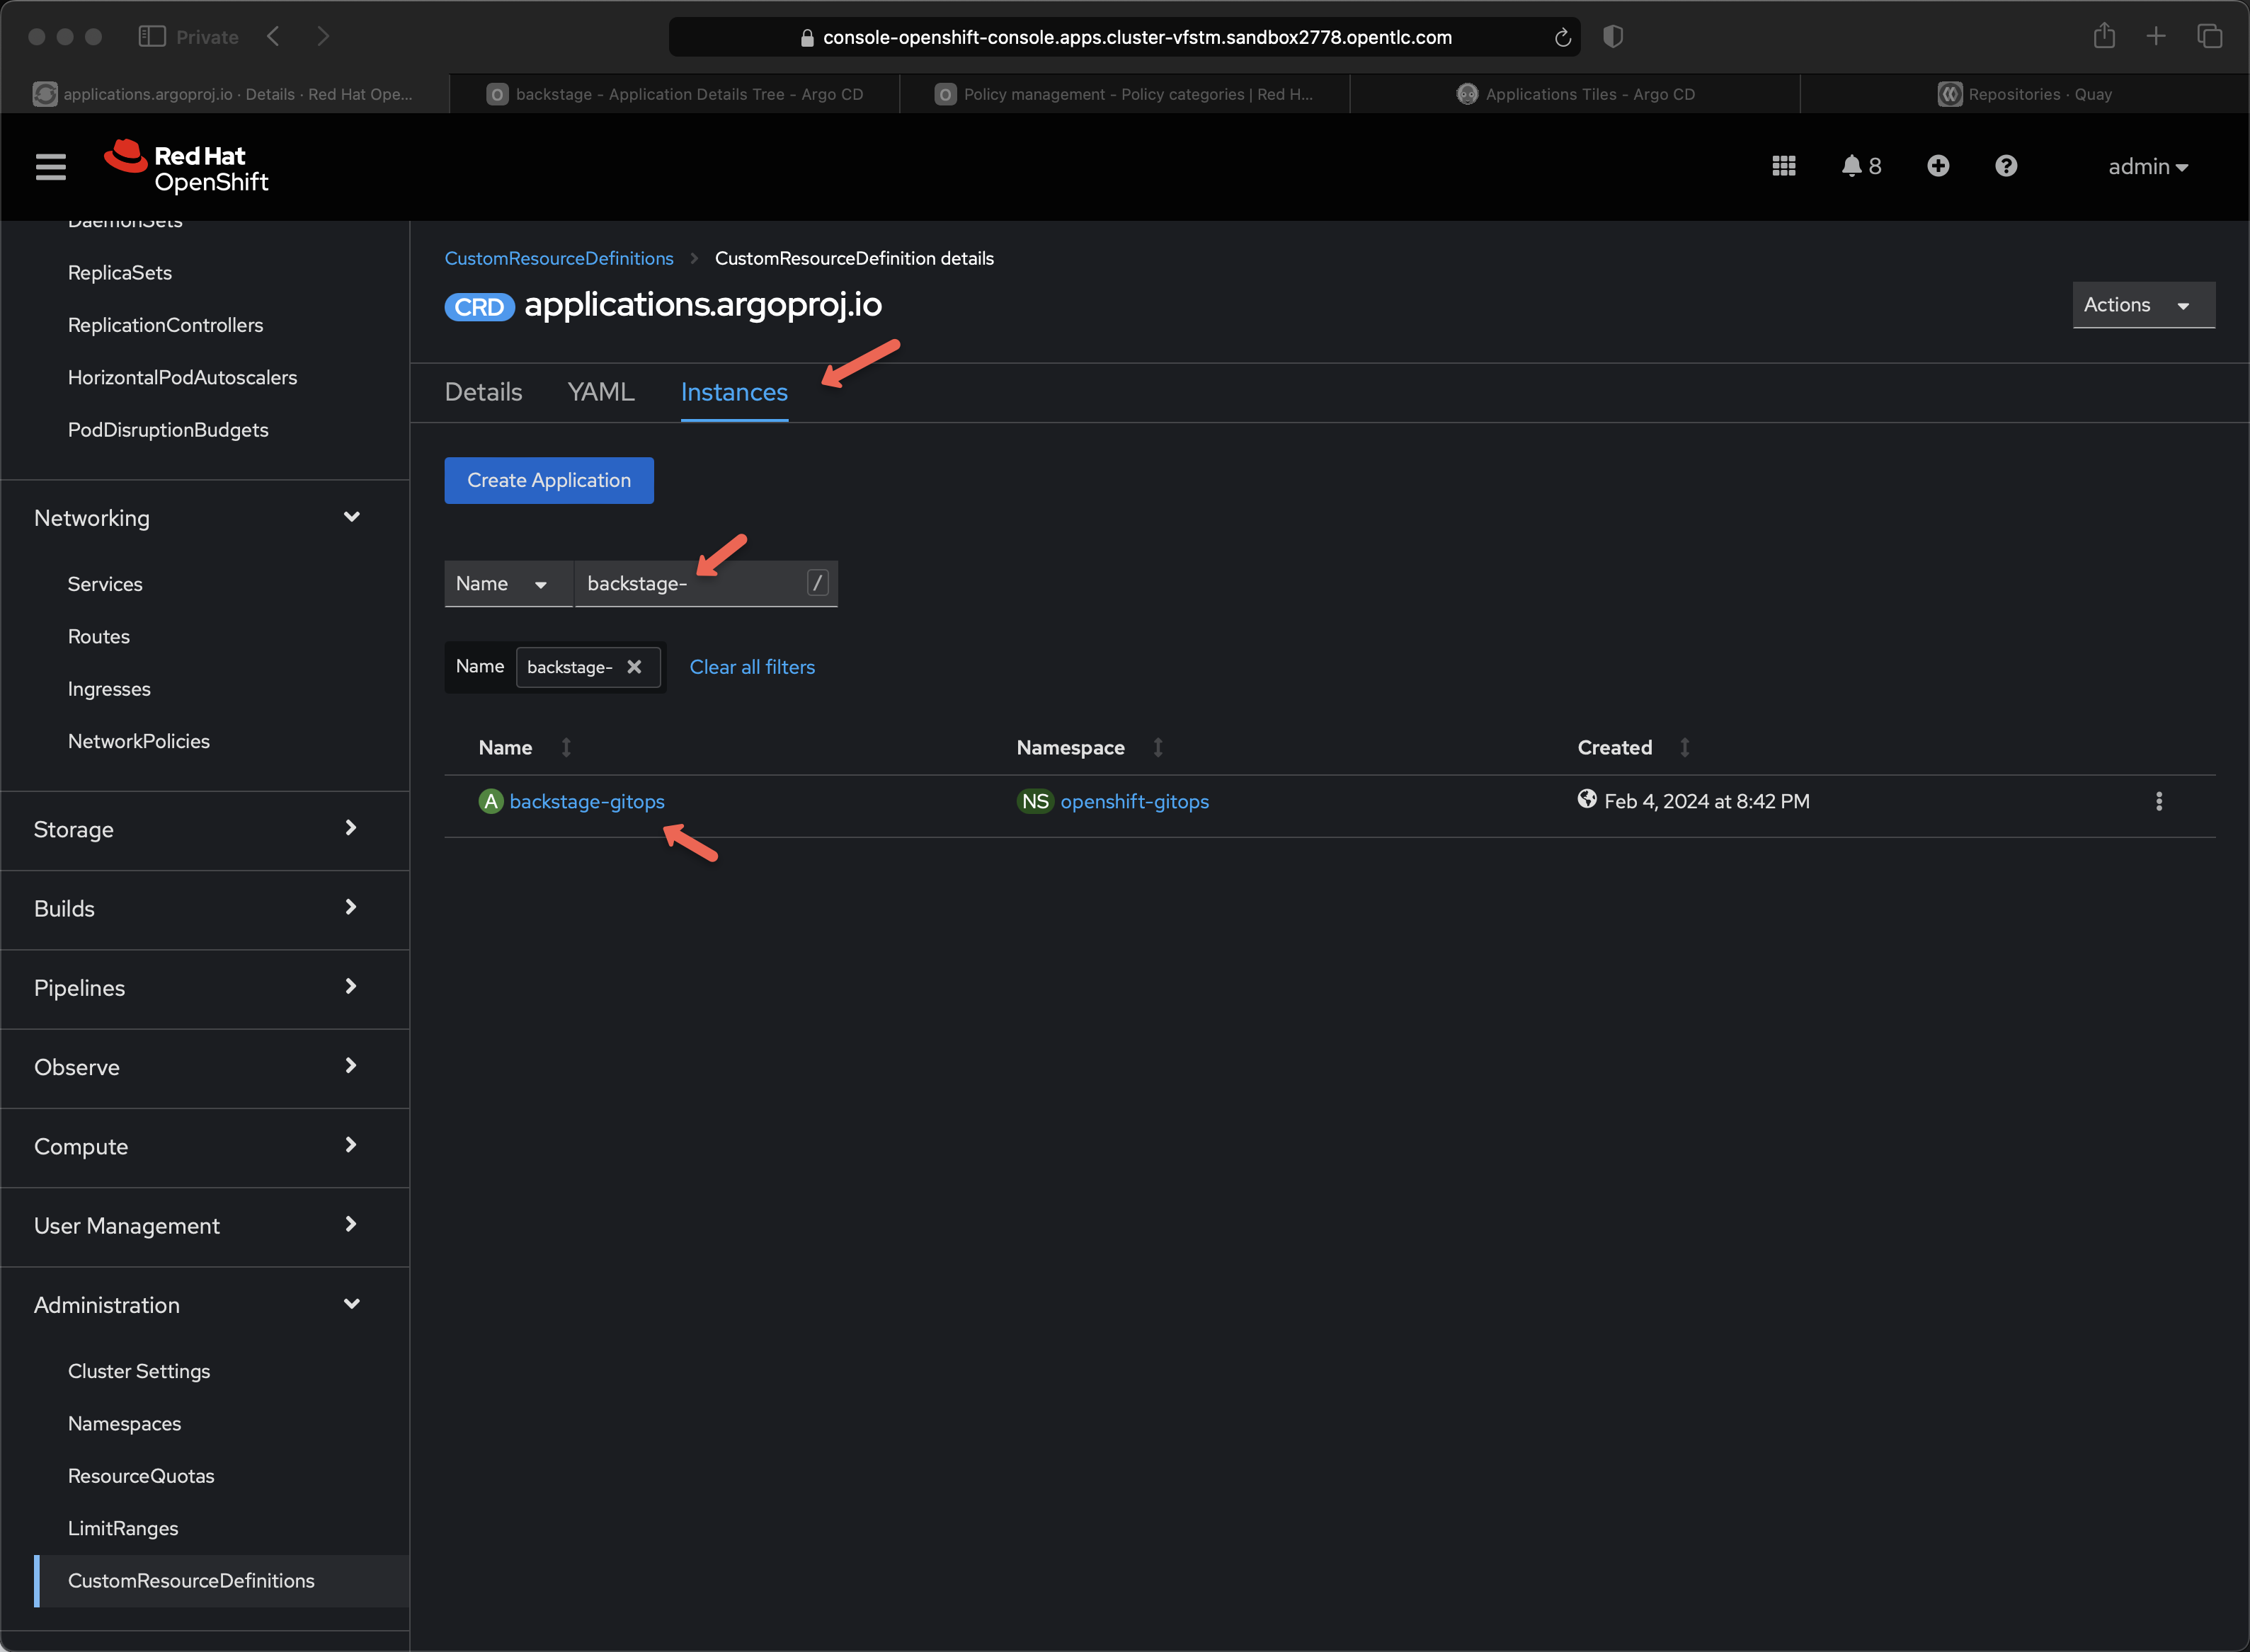 Private
console-openshift-console.apps.cluster-vfstm.sandbox2778.opentlc.com
applications.argoproj.io · Details · Red Hat Ope...
backstage - Application Details Tree - Argo CD
Policy management - Policy categories | Red H...
Applications Tiles - Argo CD
Repositories · Quay
Red Hat
OpenShift
8
admin
DaemonSets
ReplicaSets
ReplicationControllers
HorizontalPodAutoscalers
PodDisruptionBudgets
Networking
Services
Routes
Ingresses
NetworkPolicies
Storage
Builds
Pipelines
Observe
Compute
User Management
Administration
Cluster Settings
Namespaces
ResourceQuotas
LimitRanges
CustomResourceDefinitions
CustomResourceDefinitions > CustomResourceDefinition details
CRD applications.argoproj.io
Actions
Details YAML Instances
Create Application
Name backstage- /
Name backstage- Clear all filters
Name Namespace Created
A backstage-gitops NS openshift-gitops Feb 4, 2024 at 8:42 PM